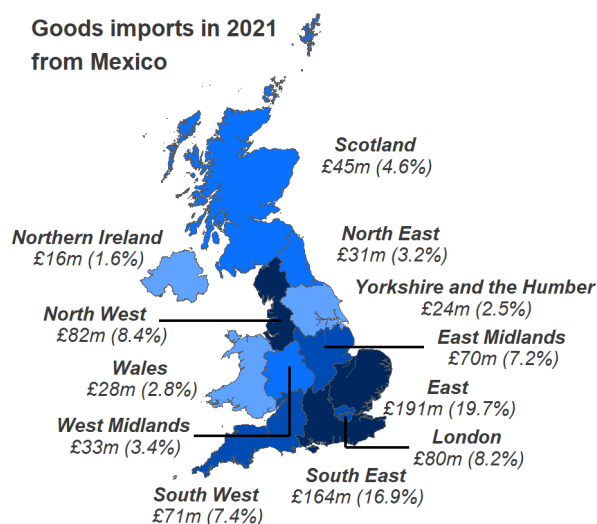 Goods imports in 2021
from Mexico
Scotland
£45m (4.6%)
Northern Ireland
£16m (1.6%)
North East
£31m (3.2%)
Yorkshire and the Humber
£24m (2.5%)
North West
£82m (8.4%)
East Midlands
£70m (7.2%)
Wales
£28m (2.8%)
East
£191m (19.7%)
West Midlands
£33m (3.4%)
London
£80m (8.2%)
South East
£164m (16.9%)
South West
£71m (7.4%)